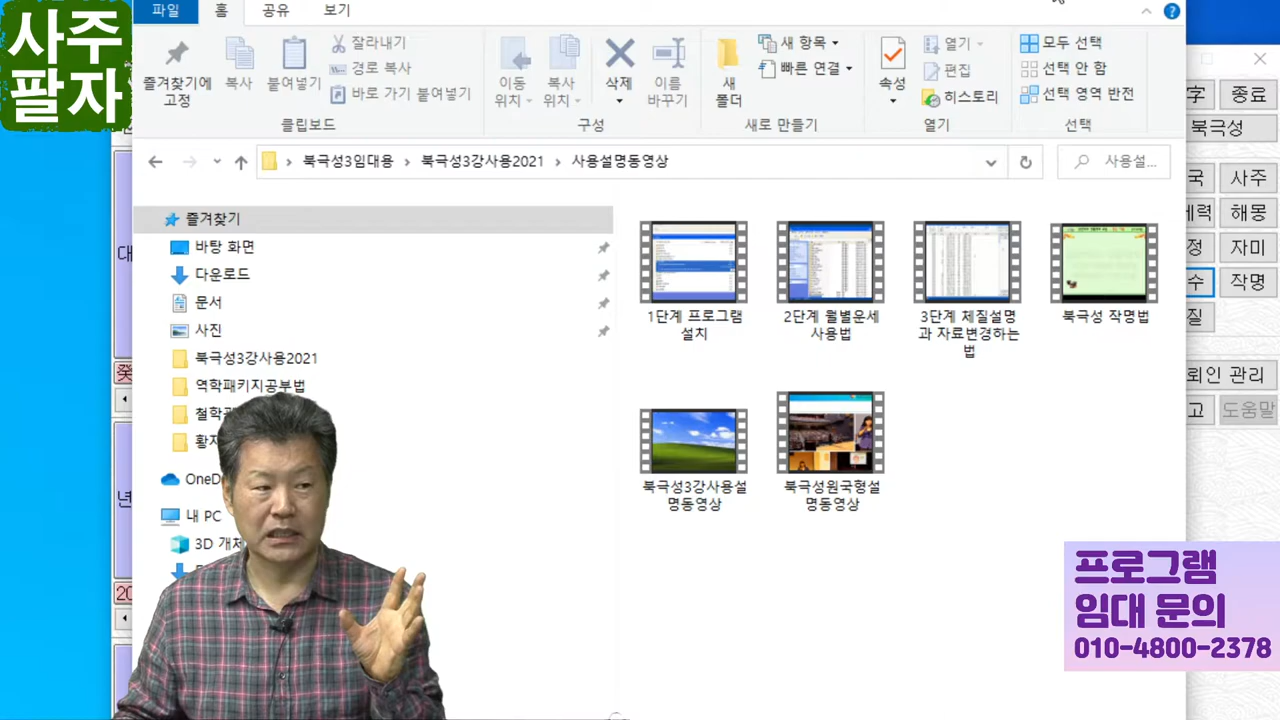 사주
팔자
파일 홈 공유 보기
즐겨찾기에
고정
복사
붙여넣기
잘라내기
경로 복사
바로 가기 붙여넣기
클립보드
이동
위치
복사
위치
삭제
이름
바꾸기
구성
새
폴더
새 항목
빠른 연결
새로 만들기
속성
열기
편집
히스토리
열기
모두 선택
선택 안 함
선택 영역 반전
선택
북극성3임대용 › 북극성3강사용2021 › 사용설명동영상
사용설...
즐겨찾기
바탕 화면
다운로드
문서
사진
북극성3강사용2021
역학패키지공부법
내 PC
1단계 프로그램
설치
2단계 월별운세
사용법
3단계 체질설명
과 자료변경하는
법
북극성 작명법
북극성3강사용설
명동영상
북극성원국형설
명동영상
字 종료
북극성
국 사주
해몽
정 자미
수 작명
질
뢰인 관리
고 도움말
대
년
프로그램
임대 문의
010-4800-2378